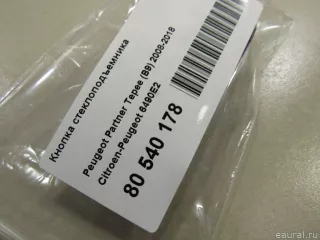 Кнопка стеклоподъемника
Peugeot Partner Tepee (B9) 2008-2018
Citroen-Peugeot 6490E2
80 540 178
eaural.ru